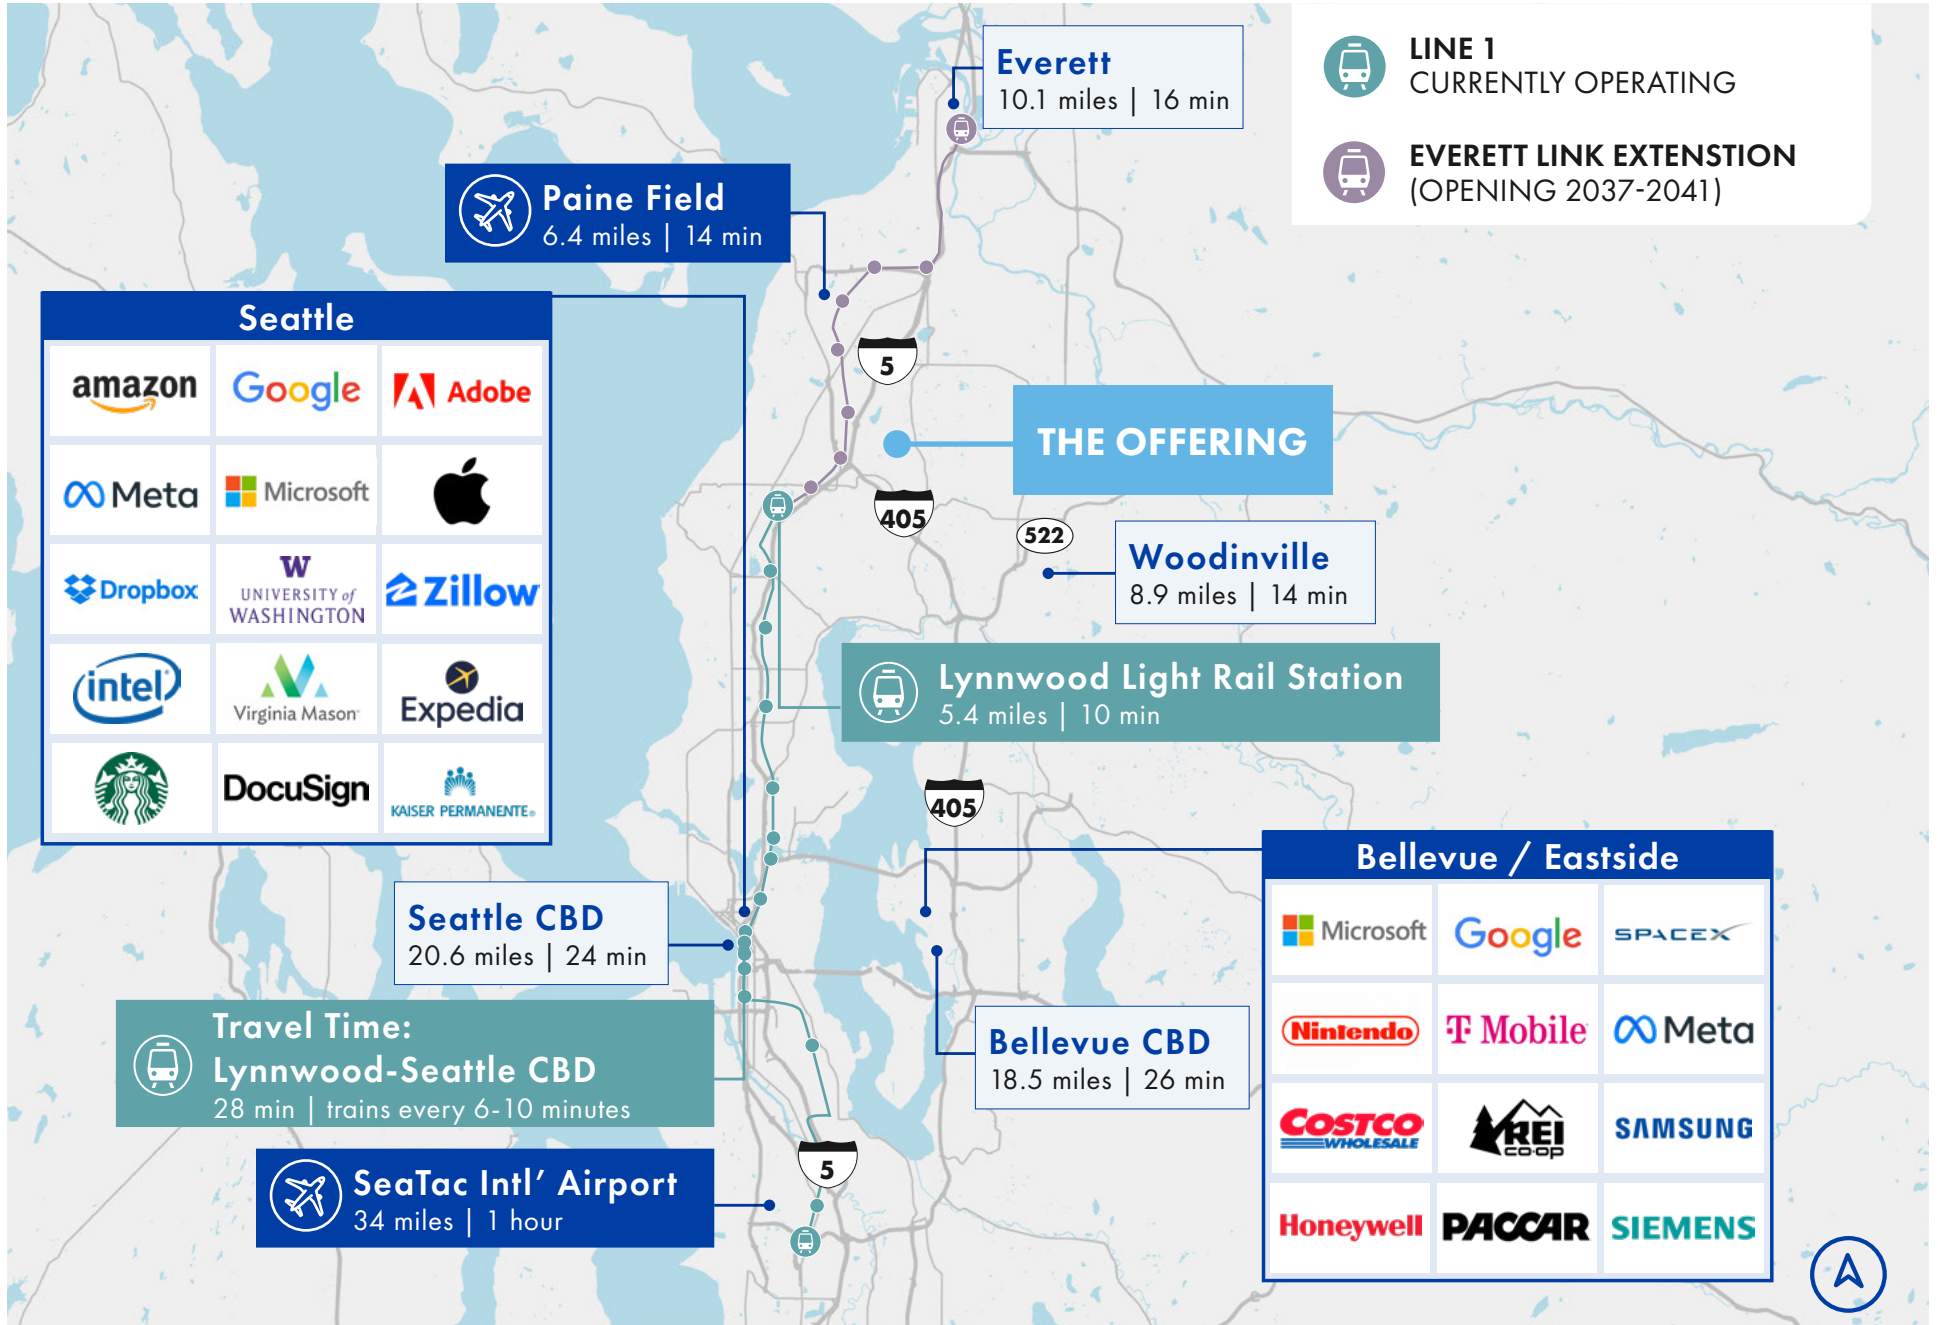 Everett
10.1 miles | 16 min
LINE 1
CURRENTLY OPERATING
EVERETT LINK EXTENSTION
(OPENING 2037-2041)
Paine Field
6.4 miles | 14 min
Seattle
amazon
Google
Adobe
Meta
Microsoft
Dropbox
W
UNIVERSITY of
WASHINGTON
Zillow
intel
Virginia Mason
Expedia
DocuSign
KAISER PERMANENTE®
5
THE OFFERING
405
522
Woodinville
8.9 miles | 14 min
Lynnwood Light Rail Station
5.4 miles | 10 min
405
Seattle CBD
20.6 miles | 24 min
Travel Time:
Lynnwood-Seattle CBD
28 min | trains every 6-10 minutes
Bellevue CBD
18.5 miles | 26 min
5
SeaTac Intl’ Airport
34 miles | 1 hour
Bellevue / Eastside
Microsoft
Google
SPACEX
Nintendo
T Mobile
Meta
COSTCO
WHOLESALE
REI
CO·OP
SAMSUNG
Honeywell
PACCAR
SIEMENS